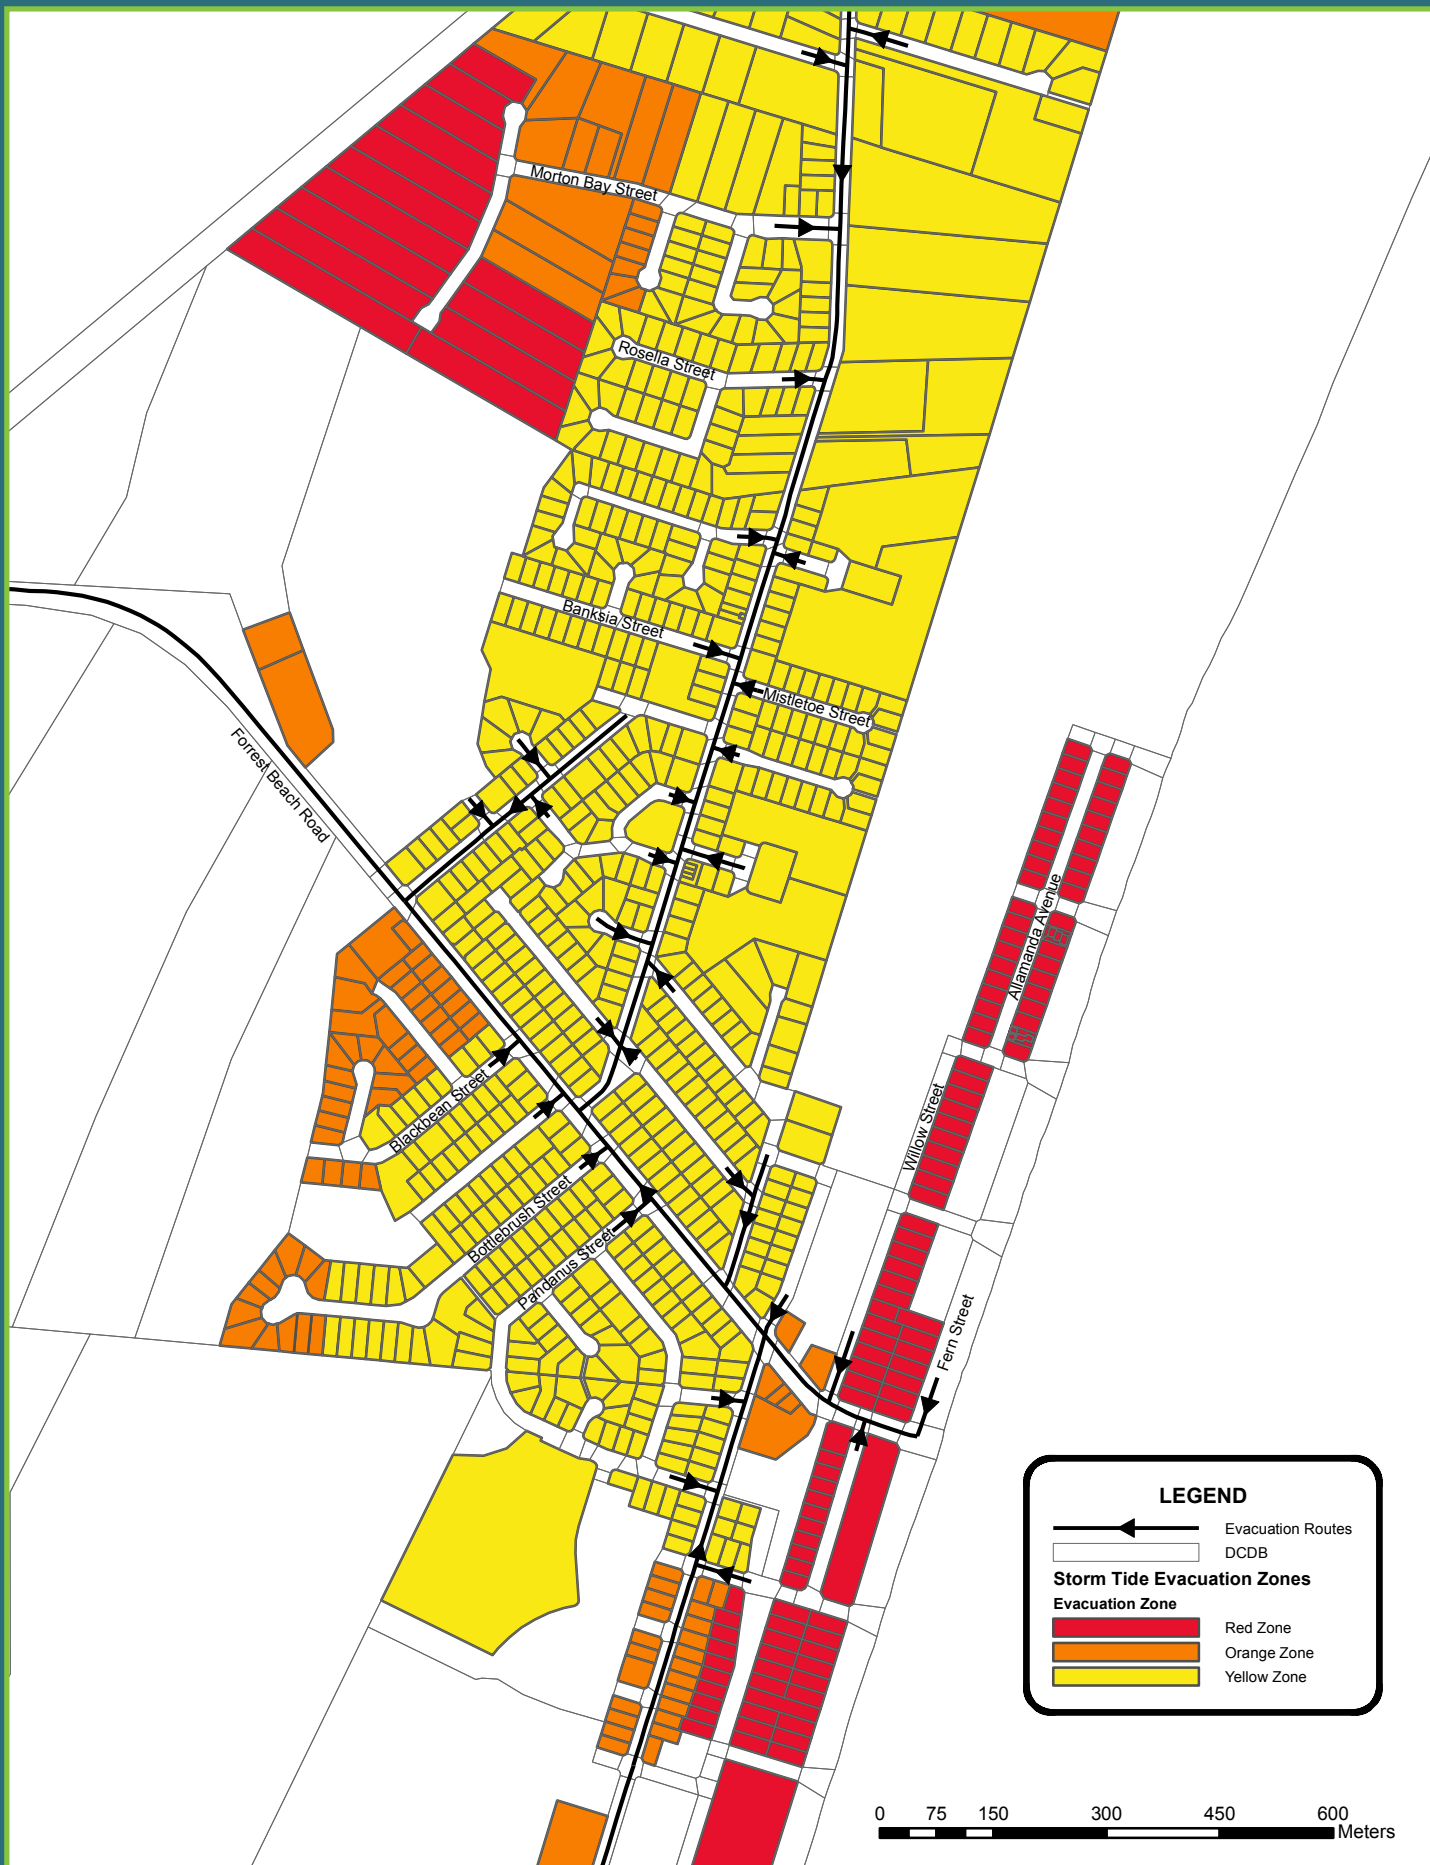 Morton Bay Street
Rosella Street
Banksia Street
Mistletoe Street
Forrest Beach Road
Allamanda Avenue
Blackbean Street
Willow Street
Bottlebrush Street
Pandanus Street
Fern Street
LEGEND
Evacuation Routes
DCDB
Storm Tide Evacuation Zones
Evacuation Zone
Red Zone
Orange Zone
Yellow Zone
0 75 150 300 450 600
Meters